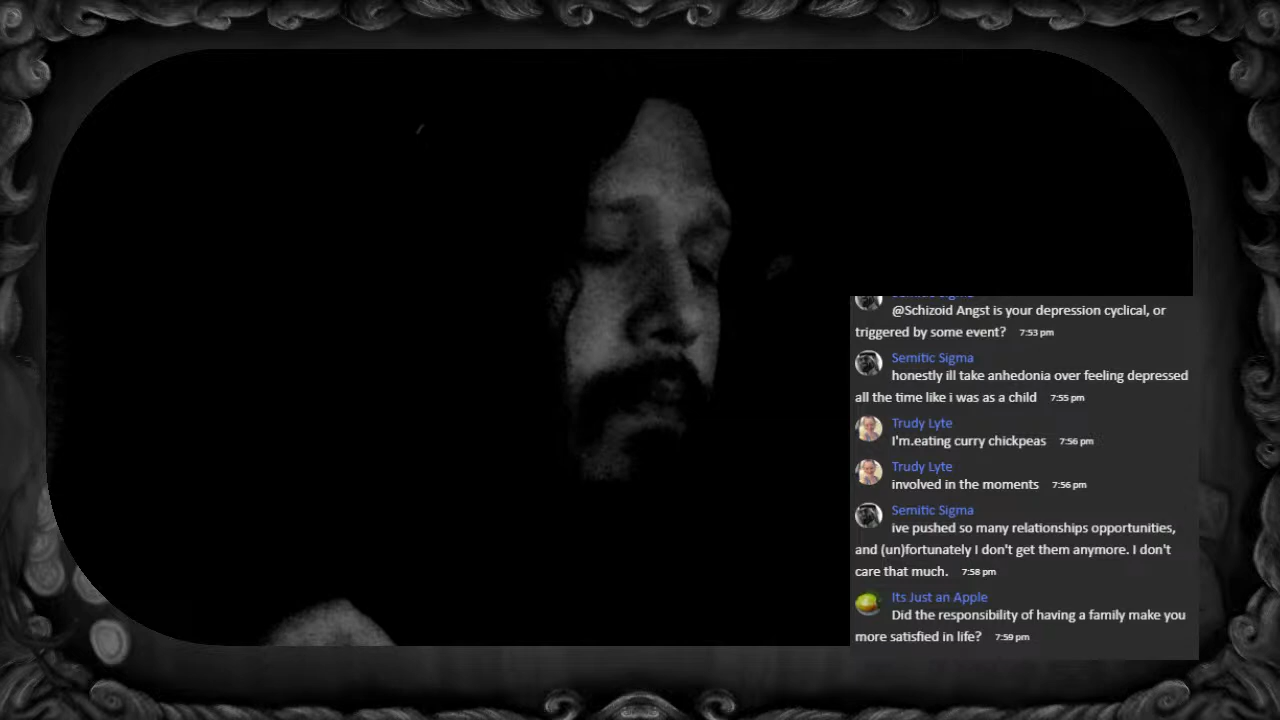 @Schizoid Angst is your depression cyclical, or
triggered by some event? 7:53 pm
Semitic Sigma
honestly ill take anhedonia over feeling depressed
all the time like i was as a child 7:55 pm
Trudy Lyte
I'm.eating curry chickpeas 7:56 pm
Trudy Lyte
involved in the moments 7:56 pm
Semitic Sigma
ive pushed so many relationships opportunities,
and (un)fortunately I don't get them anymore. I don't
care that much. 7:58 pm
Its Just an Apple
Did the responsibility of having a family make you
more satisfied in life? 7:59 pm